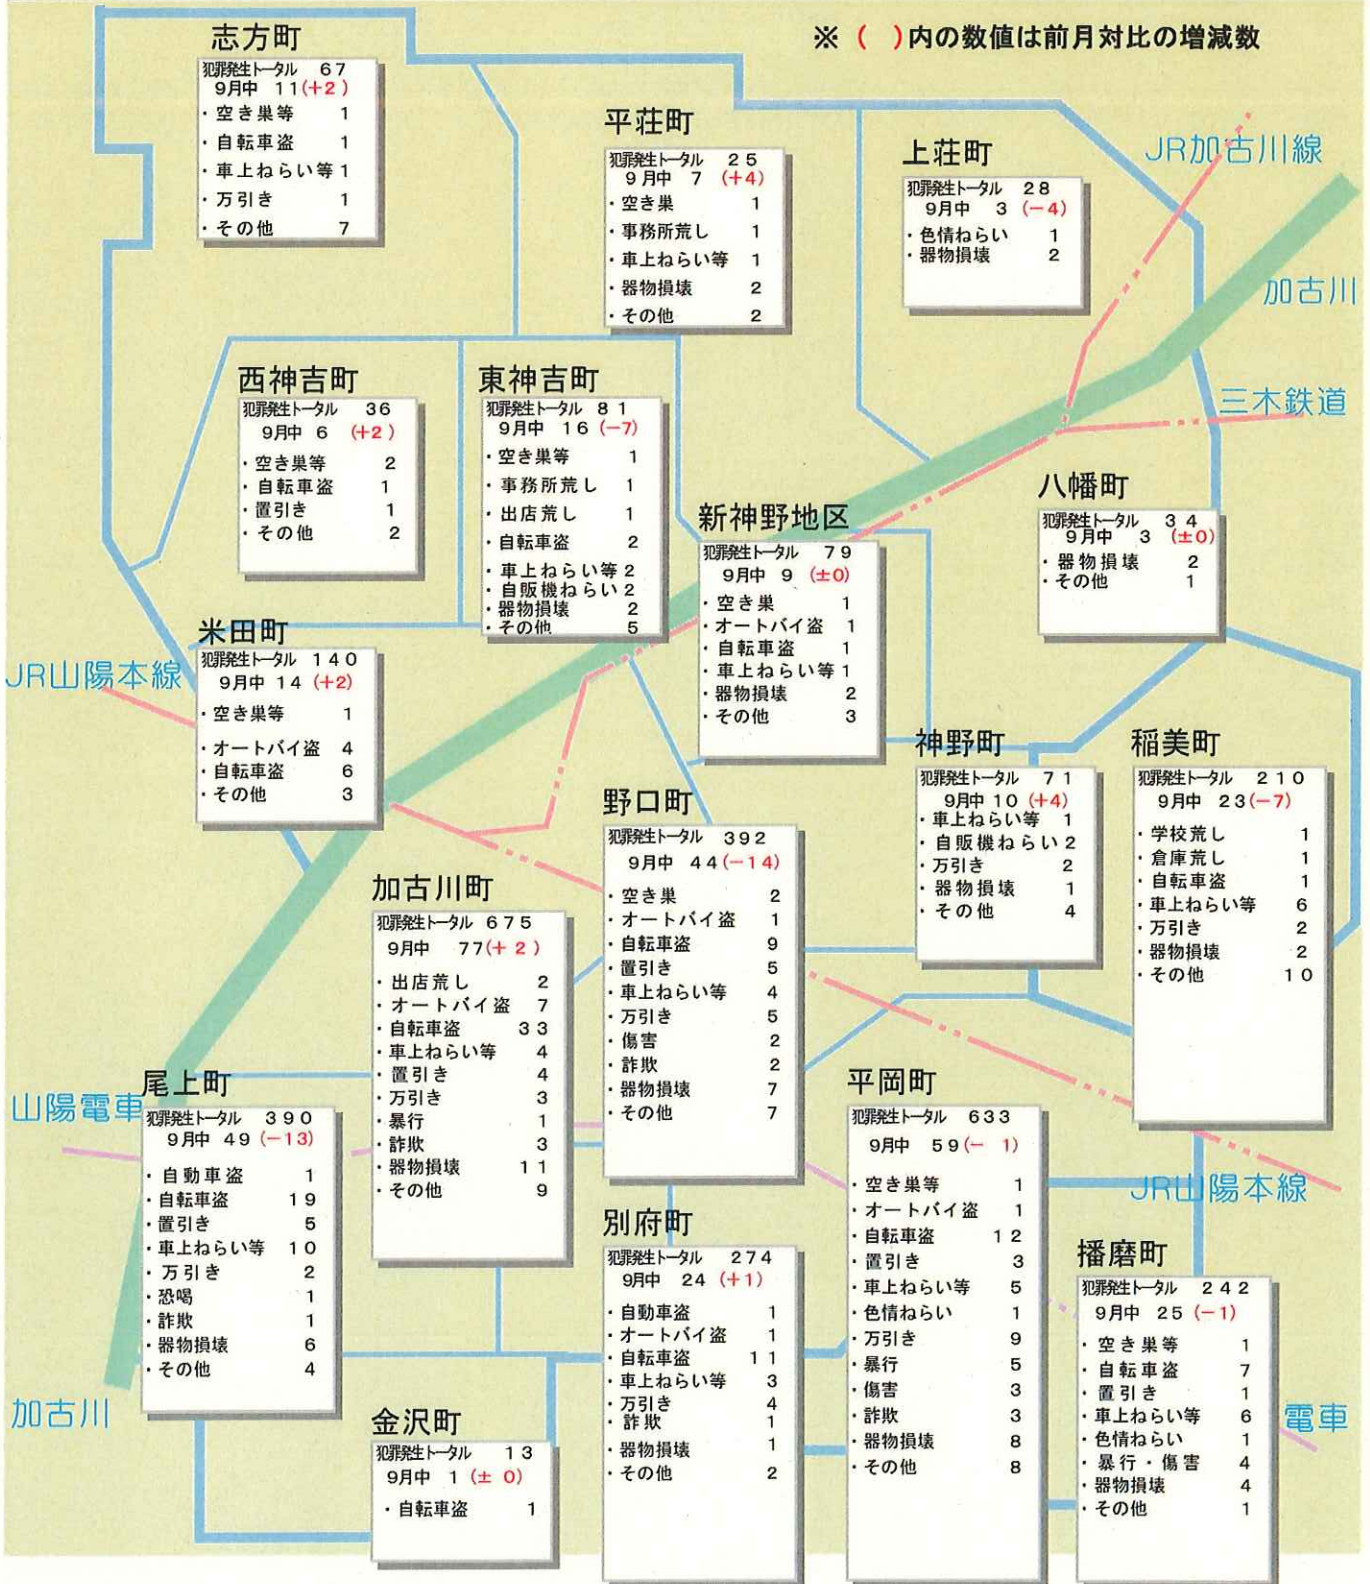 ※（　）内の数値は前月対比の増減数
志方町
犯罪発生トータル 67
9月中 11(+2)
・空き巣等 1
・自転車盗 1
・車上ねらい等 1
・万引き 1
・その他 7
平荘町
犯罪発生トータル 25
9月中 7 (+4)
・空き巣 1
・事務所荒し 1
・車上ねらい等 1
・器物損壊 2
・その他 2
上荘町
犯罪発生トータル 28
9月中 3 (-4)
・色情ねらい 1
・器物損壊 2
JR加古川線
加古川
三木鉄道
西神吉町
犯罪発生トータル 36
9月中 6 (+2)
・空き巣等 2
・自転車盗 1
・置引き 1
・その他 2
東神吉町
犯罪発生トータル 81
9月中 16 (-7)
・空き巣等 1
・事務所荒し 1
・出店荒し 1
・自転車盗 2
・車上ねらい等 2
・自販機ねらい 2
・器物損壊 2
・その他 5
新神野地区
犯罪発生トータル 79
9月中 9 (±0)
・空き巣 1
・オートバイ盗 1
・自転車盗 1
・車上ねらい等 1
・器物損壊 2
・その他 3
八幡町
犯罪発生トータル 34
9月中 3 (±0)
・器物損壊 2
・その他 1
JR山陽本線
米田町
犯罪発生トータル 140
9月中 14 (+2)
・空き巣等 1
・オートバイ盗 4
・自転車盗 6
・その他 3
神野町
犯罪発生トータル 71
9月中 10 (+4)
・車上ねらい等 1
・自販機ねらい 2
・万引き 2
・器物損壊 1
・その他 4
稲美町
犯罪発生トータル 210
9月中 23(-7)
・学校荒し 1
・倉庫荒し 1
・自転車盗 1
・車上ねらい等 6
・万引き 2
・器物損壊 2
・その他 10
野口町
犯罪発生トータル 392
9月中 44(-14)
・空き巣 2
・オートバイ盗 1
・自転車盗 9
・置引き 5
・車上ねらい等 4
・万引き 5
・傷害 2
・詐欺 2
・器物損壊 7
・その他 7
加古川町
犯罪発生トータル 675
9月中 77(+2)
・出店荒し 2
・オートバイ盗 7
・自転車盗 33
・車上ねらい等 4
・置引き 4
・万引き 3
・暴行 1
・詐欺 3
・器物損壊 11
・その他 9
山陽電車
尾上町
犯罪発生トータル 390
9月中 49 (-13)
・自動車盗 1
・自転車盗 19
・置引き 5
・車上ねらい等 10
・万引き 2
・恐喝 1
・詐欺 1
・器物損壊 6
・その他 4
平岡町
犯罪発生トータル 633
9月中 59(- 1)
・空き巣等 1
・オートバイ盗 1
・自転車盗 12
・置引き 3
・車上ねらい等 5
・色情ねらい 1
・万引き 9
・暴行 5
・傷害 3
・詐欺 3
・器物損壊 8
・その他 8
JR山陽本線
別府町
犯罪発生トータル 274
9月中 24 (+1)
・自動車盗 1
・オートバイ盗 1
・自転車盗 11
・車上ねらい等 3
・万引き 4
・詐欺 1
・器物損壊 1
・その他 2
播磨町
犯罪発生トータル 242
9月中 25 (-1)
・空き巣等 1
・自転車盗 7
・置引き 1
・車上ねらい等 6
・色情ねらい 1
・暴行・傷害 4
・器物損壊 4
・その他 1
電車
加古川
金沢町
犯罪発生トータル 13
9月中 1 (± 0)
・自転車盗 1